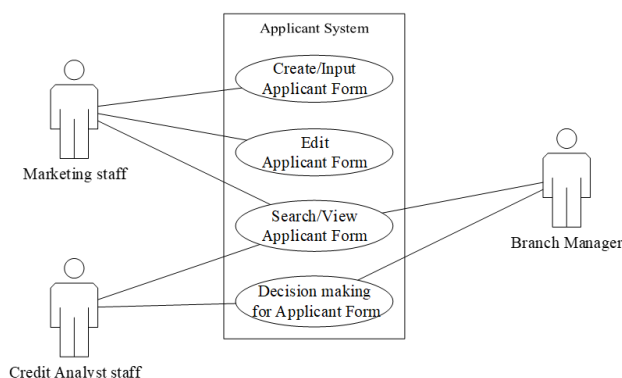 Applicant System
Create/Input
Applicant Form
Edit
Applicant Form
Marketing staff
Search/View
Applicant Form
Branch Manager
Decision making
for Applicant Form
Credit Analyst staff